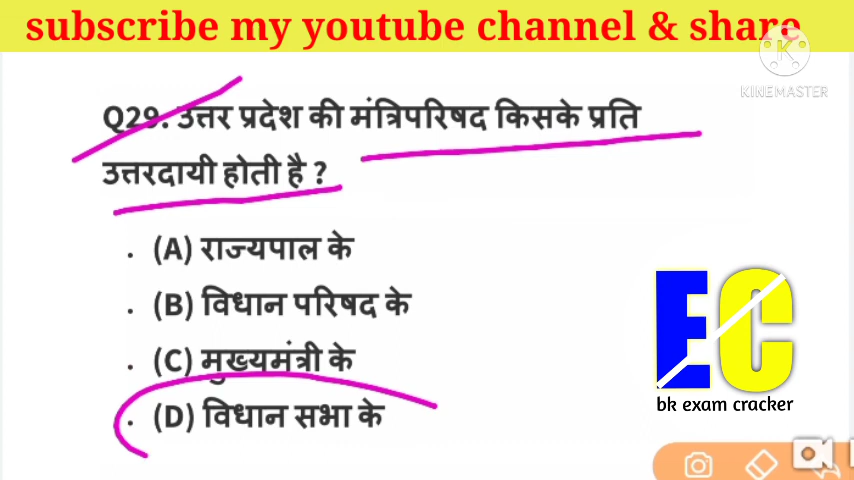 subscribe my youtube channel & share
KINEMASTER
Q29. उत्तर प्रदेश की मंत्रिपरिषद किसके प्रति
उत्तरदायी होती है ?
(A) राज्यपाल के
(B) विधान परिषद के
(C) मुख्यमंत्री के
(D) विधान सभा के
EC
bk exam cracker